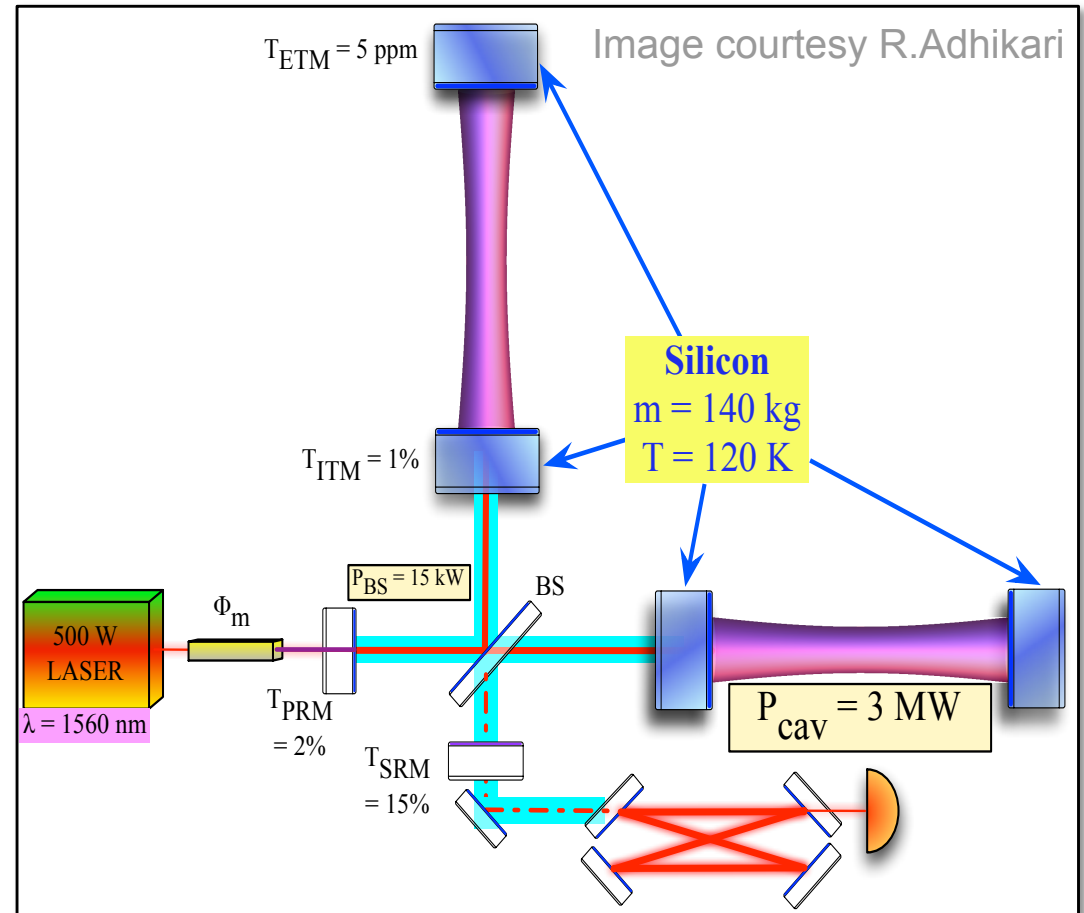 Image courtesy R.Adhikari
T_ETM = 5 ppm
Silicon
m = 140 kg
T = 120 K
T_ITM = 1%
P_BS = 15 kW
BS
Φ_m
500 W
LASER
λ = 1560 nm
T_PRM
= 2%
P_cav = 3 MW
T_SRM
= 15%